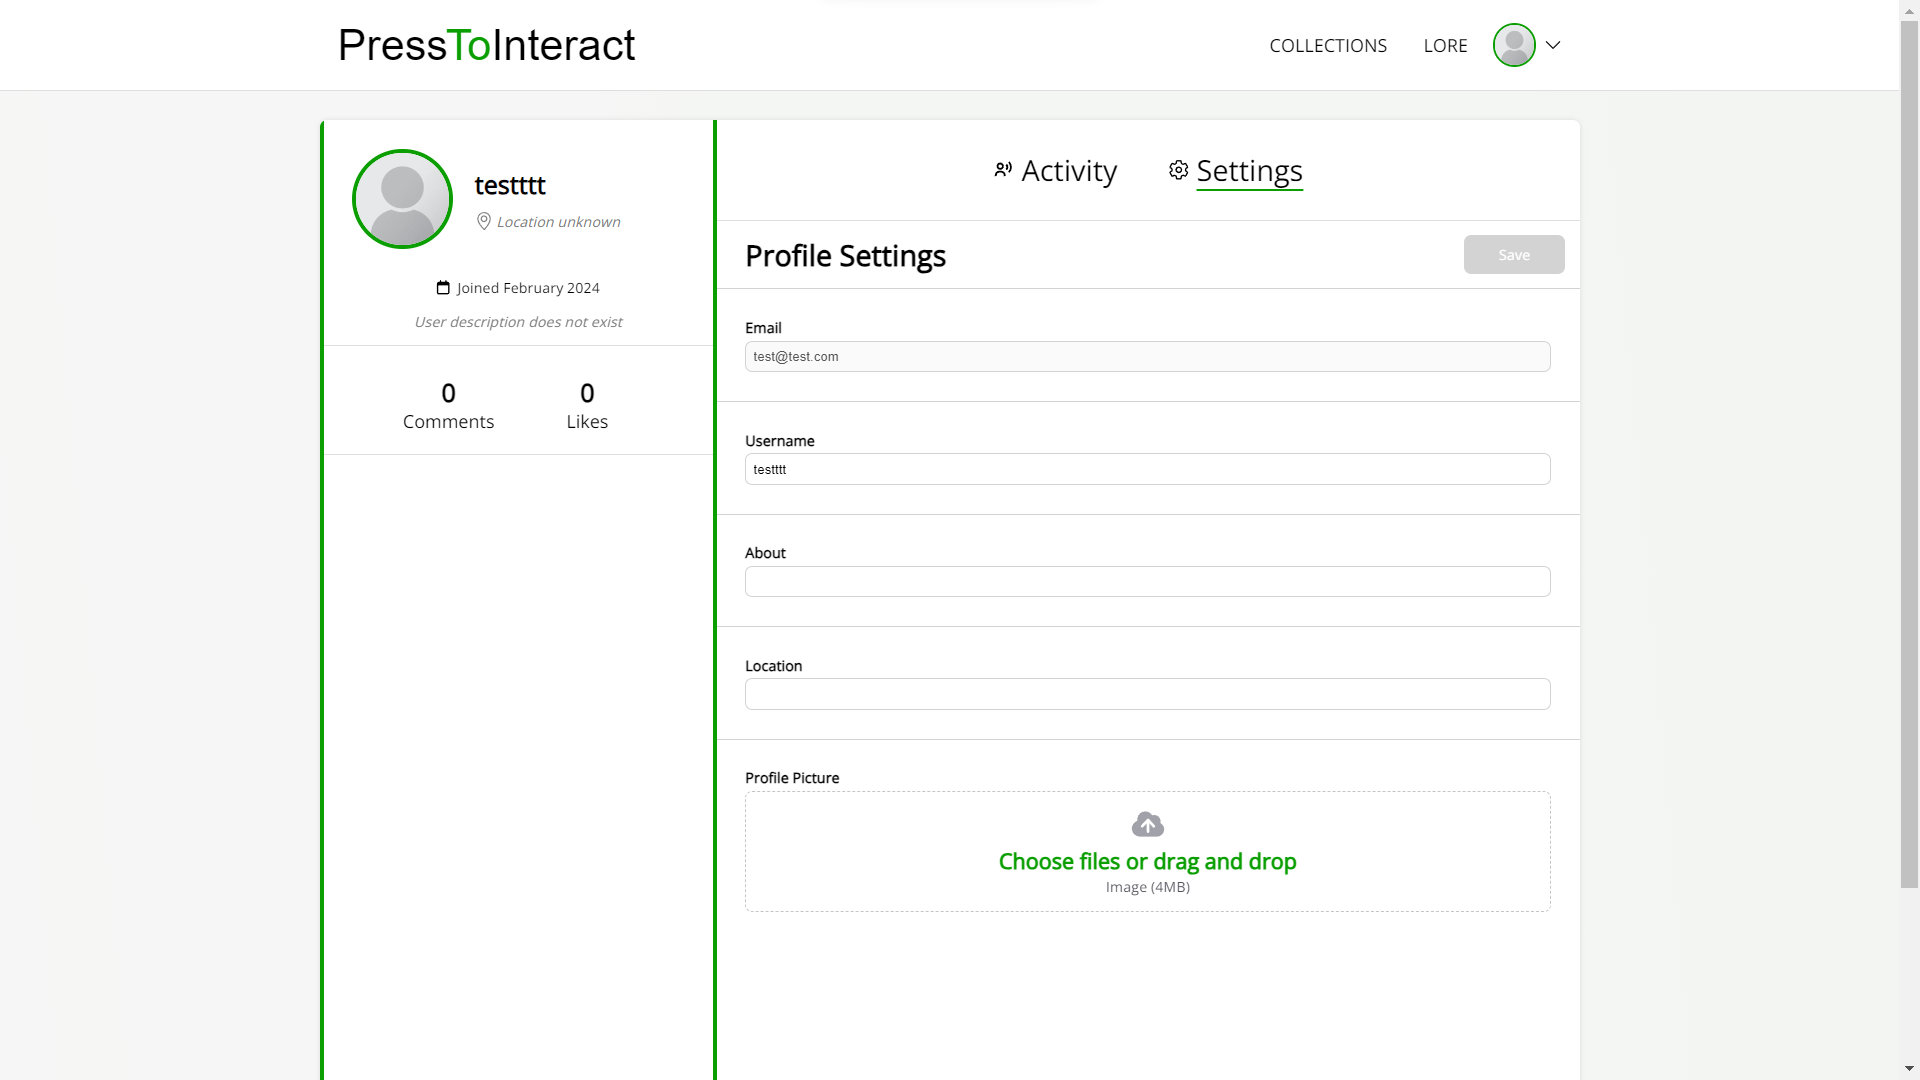 PressToInteract
COLLECTIONS
LORE
testttt
Location unknown
Joined February 2024
User description does not exist
0
Comments
0
Likes
Activity
Settings
Profile Settings
Save
Email
test@test.com
Username
testttt
About
Location
Profile Picture
Choose files or drag and drop
Image (4MB)